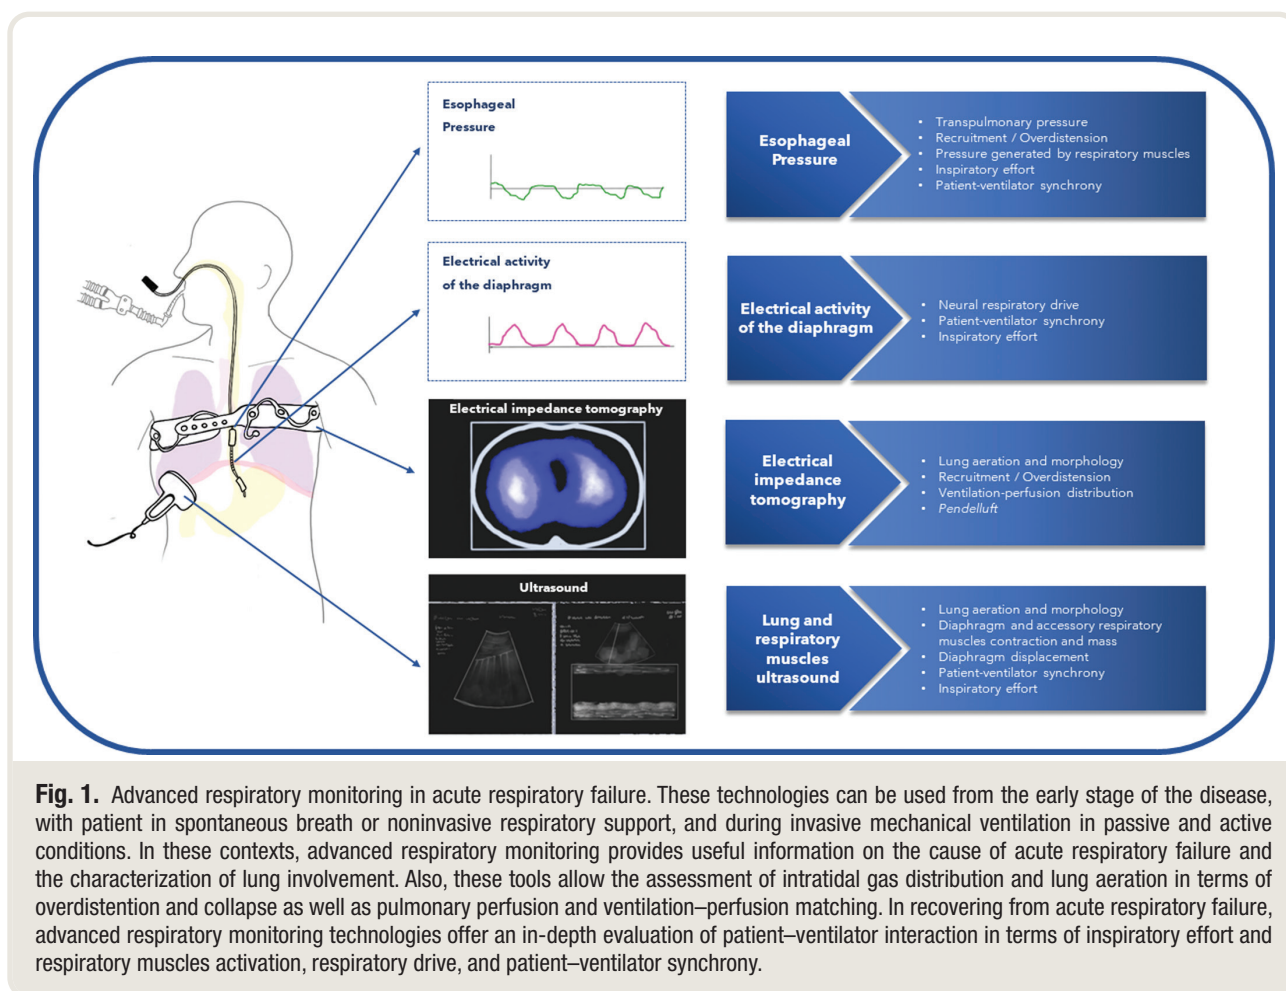 Esophageal
Pressure
Esophageal
Pressure
• Transpulmonary pressure
• Recruitment / Overdistension
• Pressure generated by respiratory muscles
• Inspiratory effort
• Patient-ventilator synchrony
Electrical activity
of the diaphragm
Electrical activity
of the diaphragm
• Neural respiratory drive
• Patient-ventilator synchrony
• Inspiratory effort
Electrical impedance tomography
Electrical
impedance
tomography
• Lung aeration and morphology
• Recruitment / Overdistension
• Ventilation-perfusion distribution
• Pendelluft
Ultrasound
Lung and
respiratory
muscles
ultrasound
• Lung aeration and morphology
• Diaphragm and accessory respiratory
muscles contraction and mass
• Diaphragm displacement
• Patient-ventilator synchrony
• Inspiratory effort
Fig. 1. Advanced respiratory monitoring in acute respiratory failure. These technologies can be used from the early stage of the disease,
with patient in spontaneous breath or noninvasive respiratory support, and during invasive mechanical ventilation in passive and active
conditions. In these contexts, advanced respiratory monitoring provides useful information on the cause of acute respiratory failure and
the characterization of lung involvement. Also, these tools allow the assessment of intratidal gas distribution and lung aeration in terms of
overdistention and collapse as well as pulmonary perfusion and ventilation–perfusion matching. In recovering from acute respiratory failure,
advanced respiratory monitoring technologies offer an in-depth evaluation of patient–ventilator interaction in terms of inspiratory effort and
respiratory muscles activation, respiratory drive, and patient–ventilator synchrony.